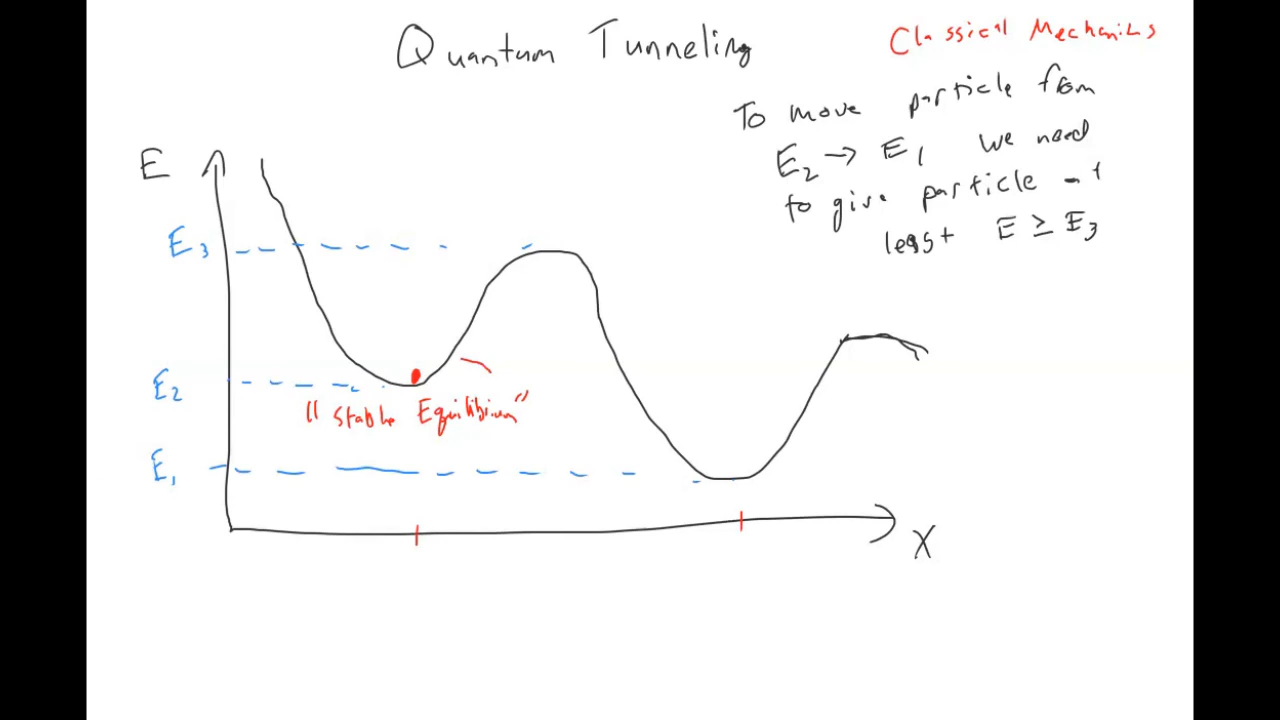 Quantum Tunneling
Classical Mechanics
To move particle from
E₂ → E₁ we need
to give particle at
least E ≥ E₃
E
E₃
E₂
"Stable Equilibrium"
E₁
X